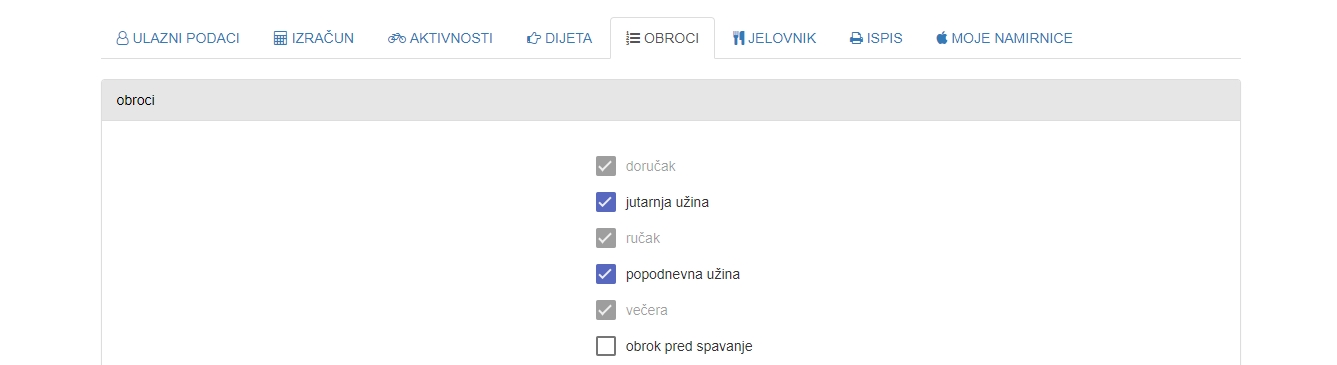 ULAZNI PODACI IZRAČUN AKTIVNOSTI DIJETA OBROCI JELOVNIK ISPIS MOJE NAMIRNICE
obroci
doručak
jutarnja užina
ručak
popodnevna užina
večera
obrok pred spavanje